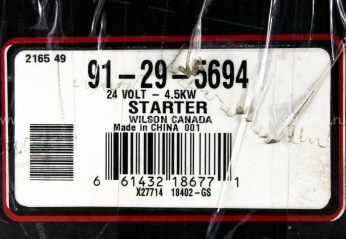 2165 49
91-29-5694
24 VOLT - 4.5KW
STARTER
WILSON CANADA
Made in CHINA 001
6 61432 18677 1
X27714 18402-GS